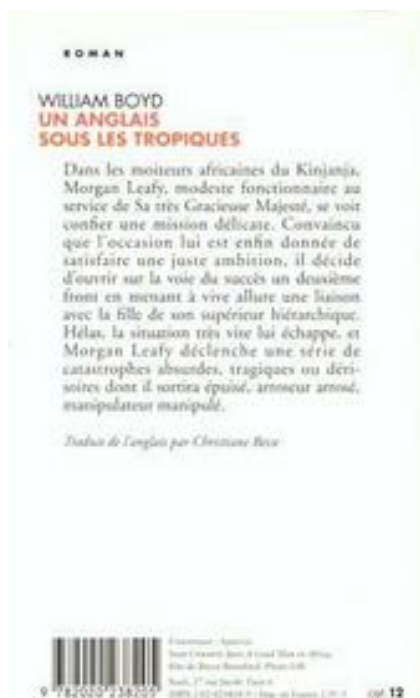 ROMAN
WILLIAM BOYD
UN ANGLAIS
SOUS LES TROPIQUES
Dans les moiteurs africaines du Kinjanja,
Morgan Leafy, modeste fonctionnaire au
service de Sa très Gracieuse Majesté, se voit
confier une mission délicate. Convaincu
que l'occasion lui est enfin donnée de
satisfaire une juste ambition, il décide
d'ouvrir sur la voie du succès un deuxième
front en menant à vive allure une liaison
avec la fille de son supérieur hiérarchique.
Hélas, la situation très vite lui échappe, et
Morgan Leafy déclenche une série de
catastrophes absurdes, tragiques ou déri-
soires dont il sortira épuisé, arroseur arrosé,
manipulateur manipulé.
Traduit de l'anglais par Christiane Besse
9 782020 238205
cat. 12